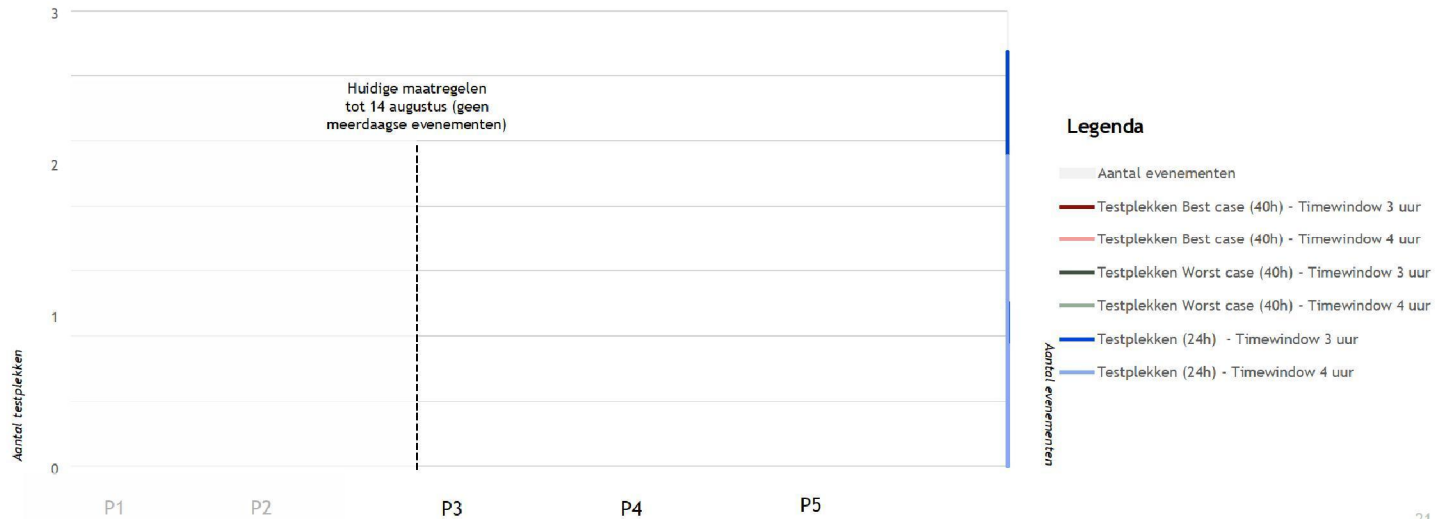 3
Huidige maatregelen
tot 14 augustus (geen
meerdaagse evenementen)
2
1
0
Aantal testplekken
P1
P2
P3
P4
P5
Aantal evenementen
Legenda
Aantal evenementen
Testplekken Best case (40h) - Timewindow 3 uur
Testplekken Best case (40h) - Timewindow 4 uur
Testplekken Worst case (40h) - Timewindow 3 uur
Testplekken Worst case (40h) - Timewindow 4 uur
Testplekken (24h) - Timewindow 3 uur
Testplekken (24h) - Timewindow 4 uur